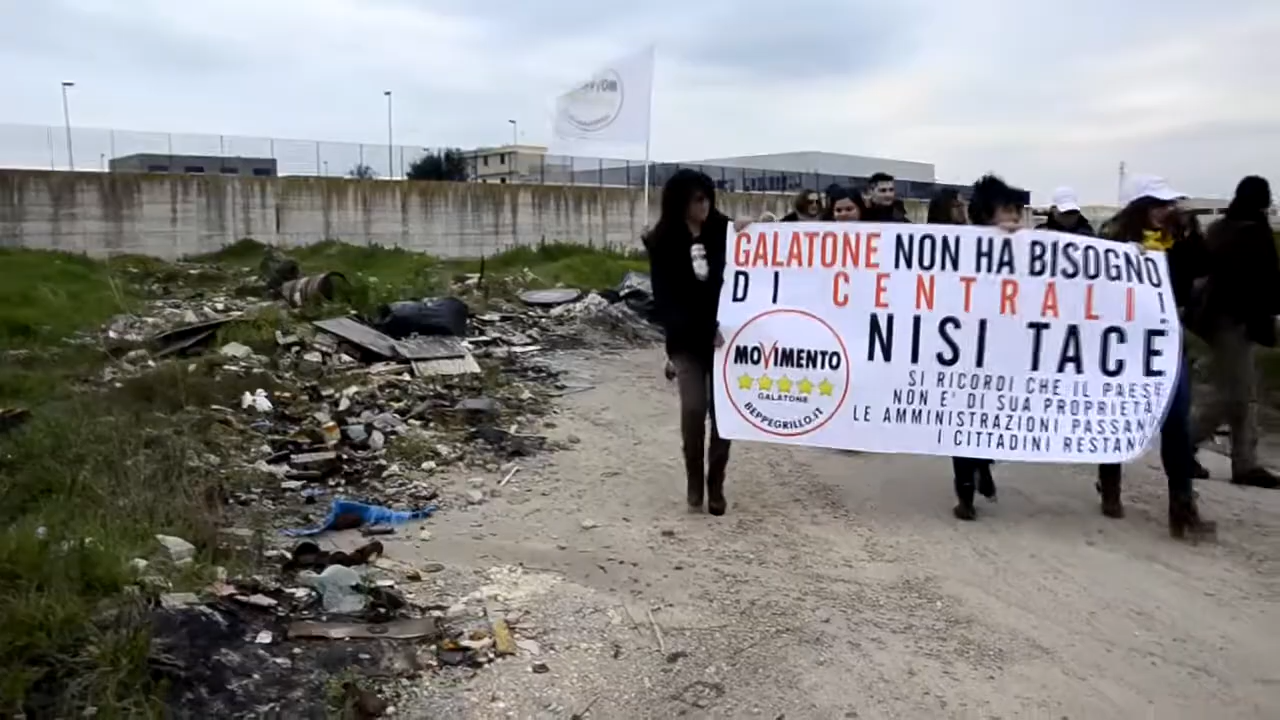 GALATONE NON HA BISOGNO
DI CENTRALI!
NISI TACE
SI RICORDI CHE IL PAESE
NON E' DI SUA PROPRIETA'
LE AMMINISTRAZIONI PASSANO
I CITTADINI RESTANO
MOVIMENTO
GALATONE
BEPPEGRILLO.IT